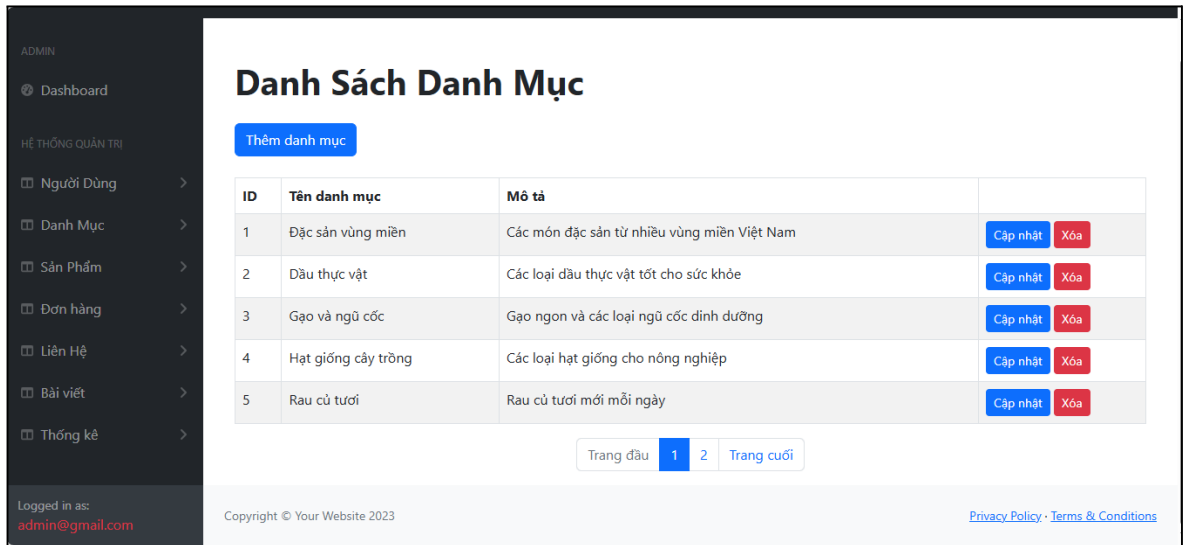 ADMIN
Dashboard
HỆ THỐNG QUẢN TRỊ
Người Dùng
Danh Mục
Sản Phẩm
Đơn hàng
Liên Hệ
Bài viết
Thống kê
Logged in as:
admin@gmail.com
Danh Sách Danh Mục
Thêm danh mục
ID Tên danh mục Mô tả
1 Đặc sản vùng miền Các món đặc sản từ nhiều vùng miền Việt Nam Cập nhật Xóa
2 Dầu thực vật Các loại dầu thực vật tốt cho sức khỏe Cập nhật Xóa
3 Gạo và ngũ cốc Gạo ngon và các loại ngũ cốc dinh dưỡng Cập nhật Xóa
4 Hạt giống cây trồng Các loại hạt giống cho nông nghiệp Cập nhật Xóa
5 Rau củ tươi Rau củ tươi mới mỗi ngày Cập nhật Xóa
Trang đầu 1 2 Trang cuối
Copyright © Your Website 2023 Privacy Policy · Terms & Conditions